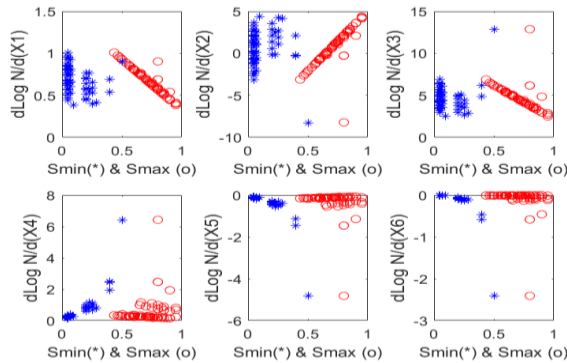 1.5
1
0.5
0
0 0.5 1
dLog N/d(X1)
Smin(*) & Smax (o)
5
0
-5
-10
0 0.5 1
dLog N/d(X2)
Smin(*) & Smax (o)
15
10
5
0
0 0.5 1
dLog N/d(X3)
Smin(*) & Smax (o)
8
6
4
2
0
0 0.5 1
dLog N/d(X4)
Smin(*) & Smax (o)
0
-2
-4
-6
0 0.5 1
dLog N/d(X5)
Smin(*) & Smax (o)
0
-1
-2
-3
0 0.5 1
dLog N/d(X6)
Smin(*) & Smax (o)